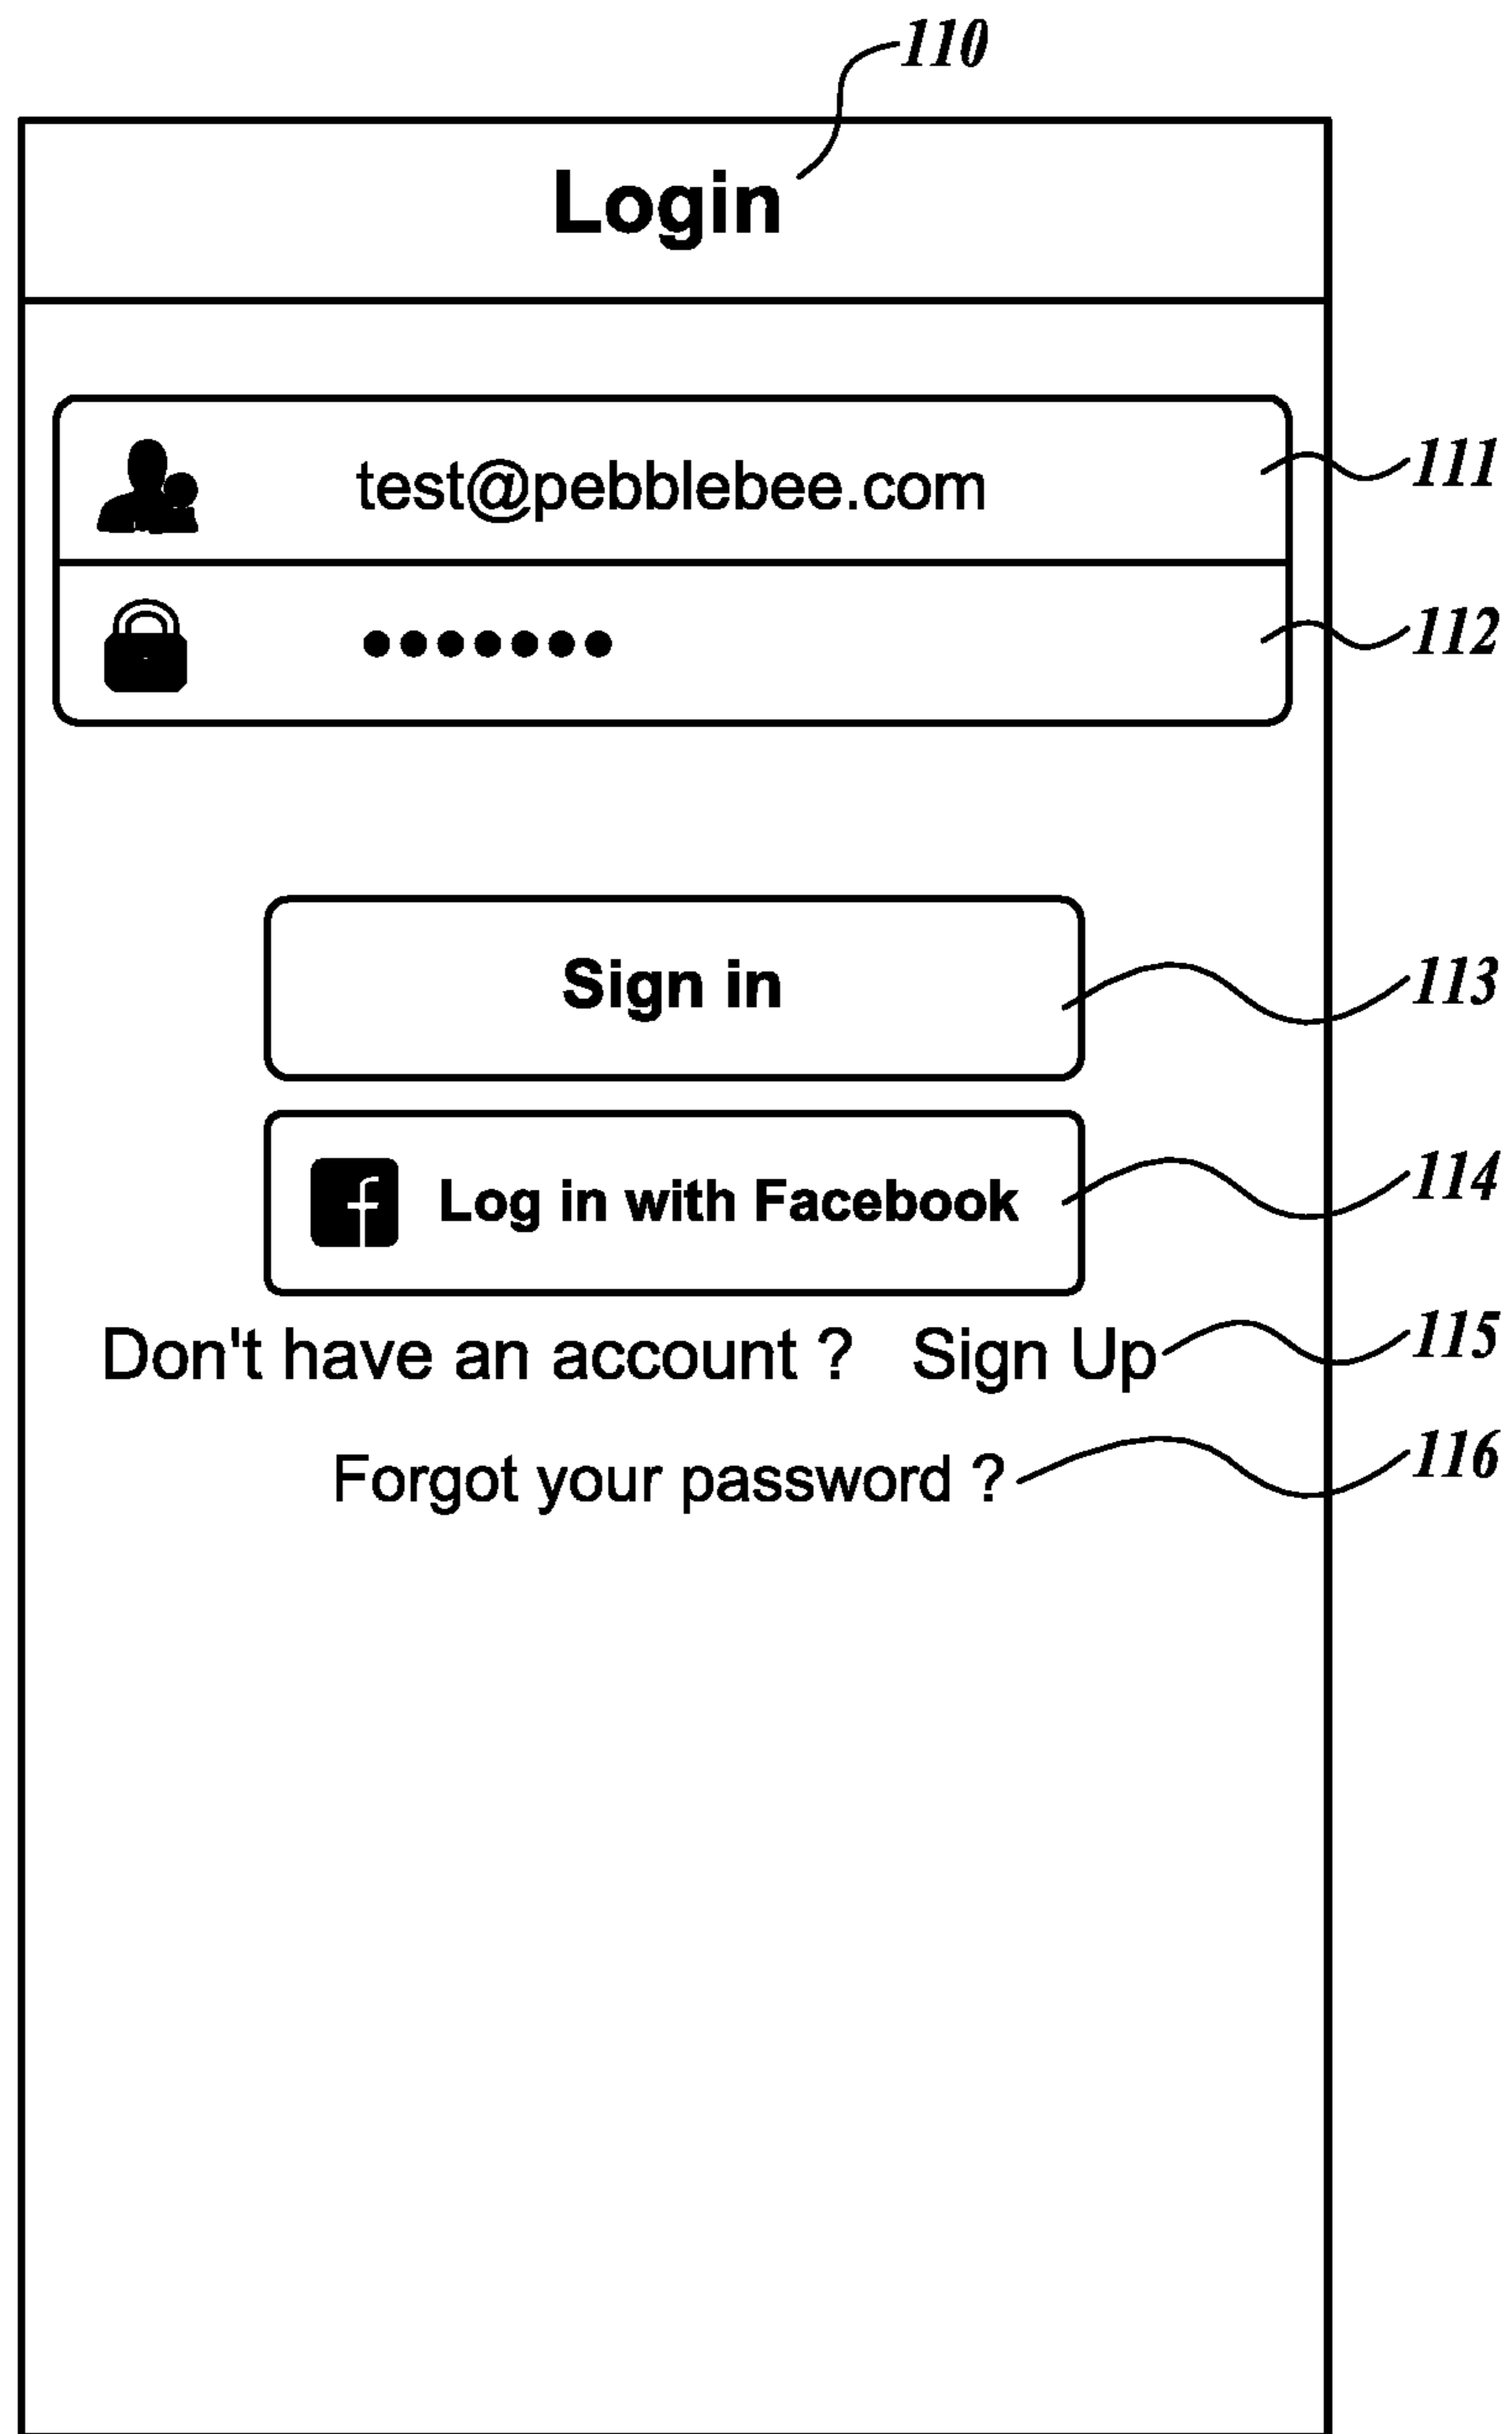 110
Login
test@pebblebee.com 111
••••••• 112
Sign in 113
f Log in with Facebook 114
Don't have an account ? Sign Up 115
Forgot your password ? 116